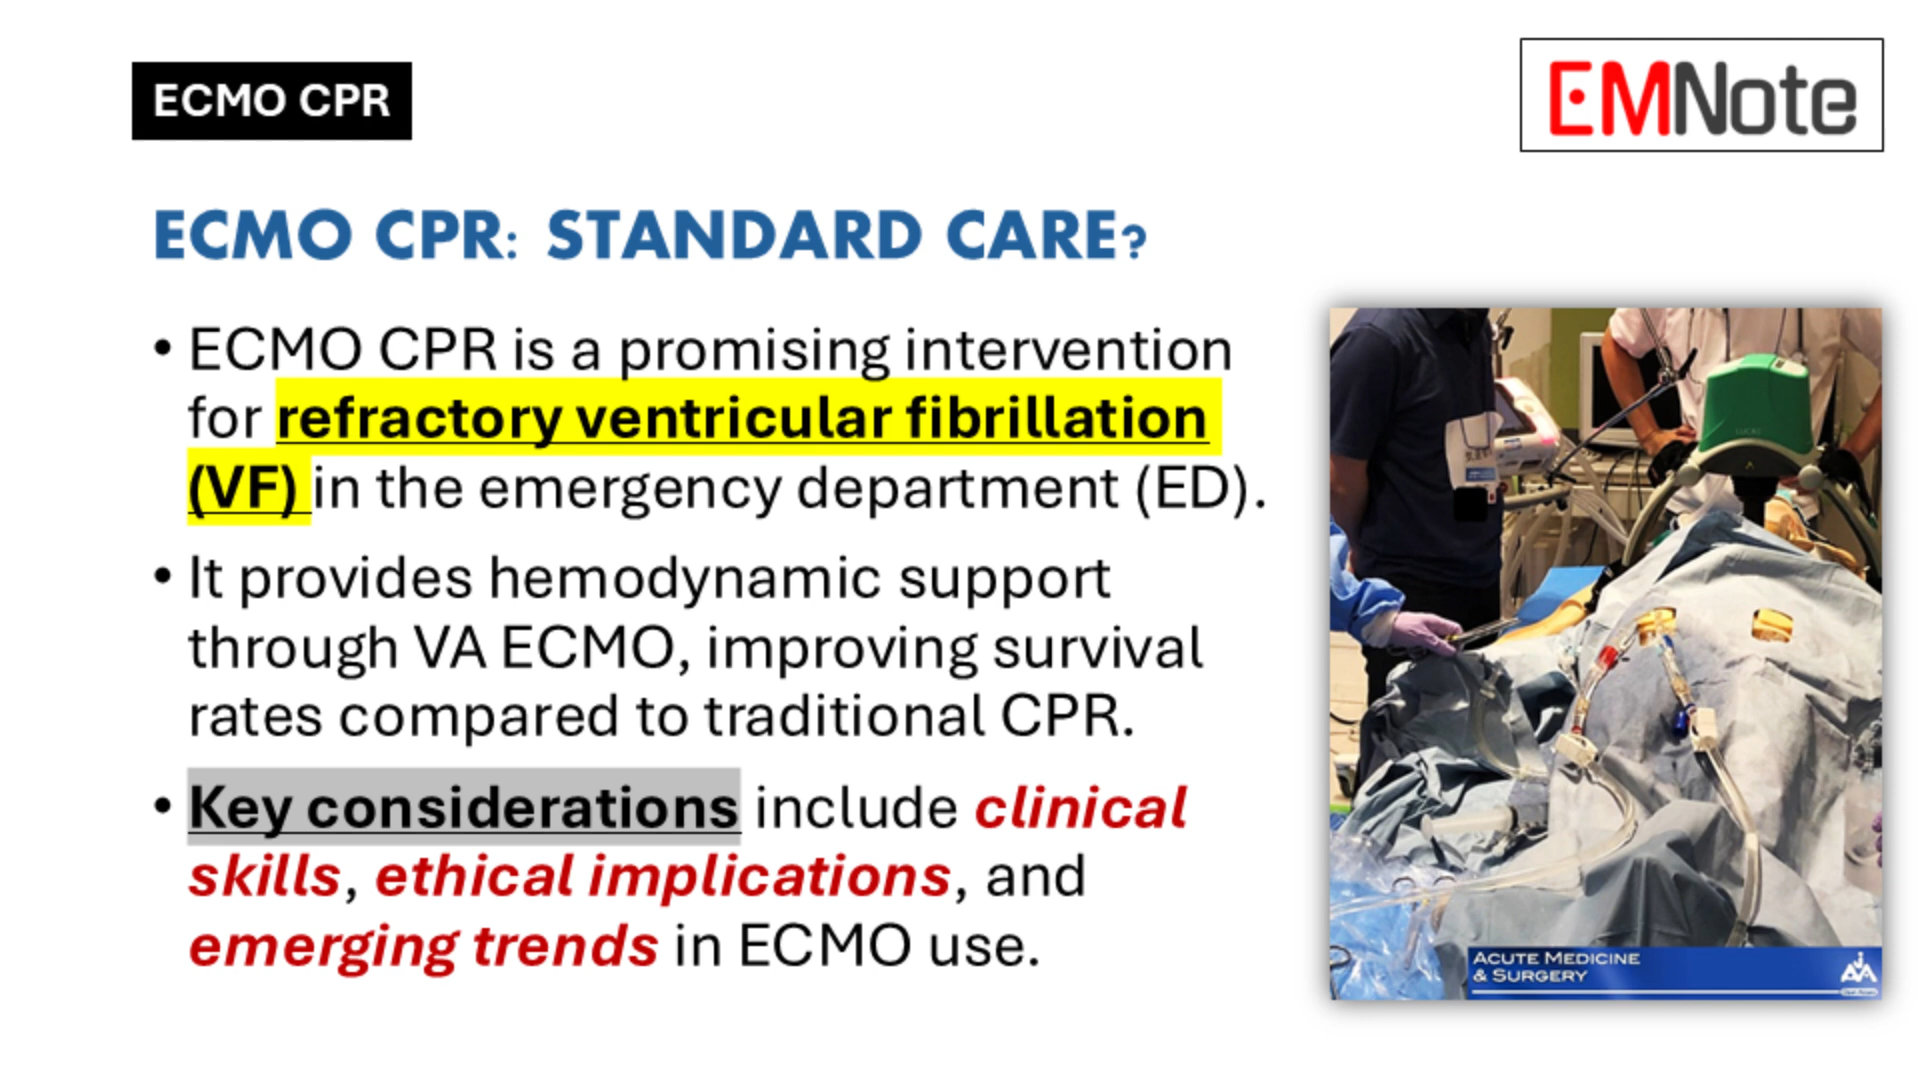 ECMO CPR
EMNote
ECMO CPR: STANDARD CARE?
• ECMO CPR is a promising intervention
for refractory ventricular fibrillation
(VF) in the emergency department (ED).
• It provides hemodynamic support
through VA ECMO, improving survival
rates compared to traditional CPR.
• Key considerations include clinical
skills, ethical implications, and
emerging trends in ECMO use.
LUCAS
ACUTE MEDICINE
& SURGERY